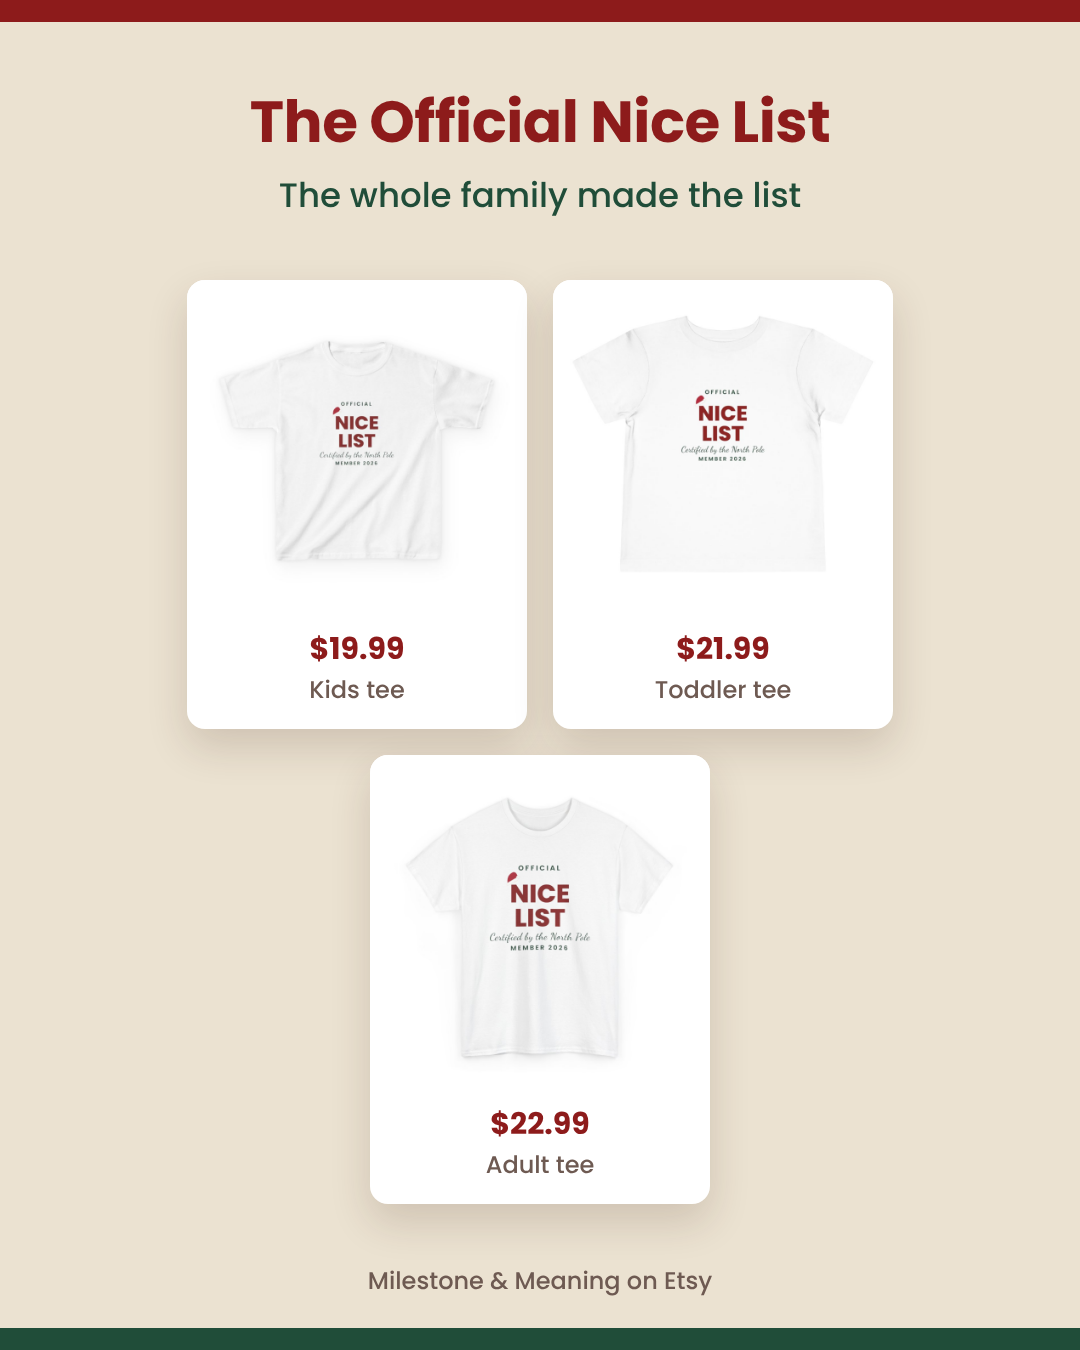 The Official Nice List
The whole family made the list
OFFICIAL
NICE
LIST
Certified by the North Pole
MEMBER 2026
$19.99
Kids tee
OFFICIAL
NICE
LIST
Certified by the North Pole
MEMBER 2026
$21.99
Toddler tee
OFFICIAL
NICE
LIST
Certified by the North Pole
MEMBER 2026
$22.99
Adult tee
Milestone & Meaning on Etsy